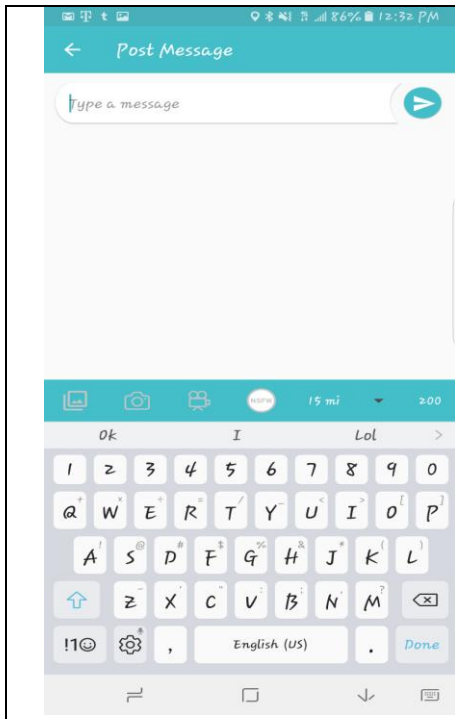 86% 12:32 PM
Post Message
Type a message
NSFW 15 mi 200
Ok I Lol >
1 2 3 4 5 6 7 8 9 0
Q + W × E + R = T / Y _ U < I > O [ P ]
A ! S @ D # F $ G % H & J * K ( L )
Z - X ' C " V : B ; N , M ?
!1☺ , English (US) . Done